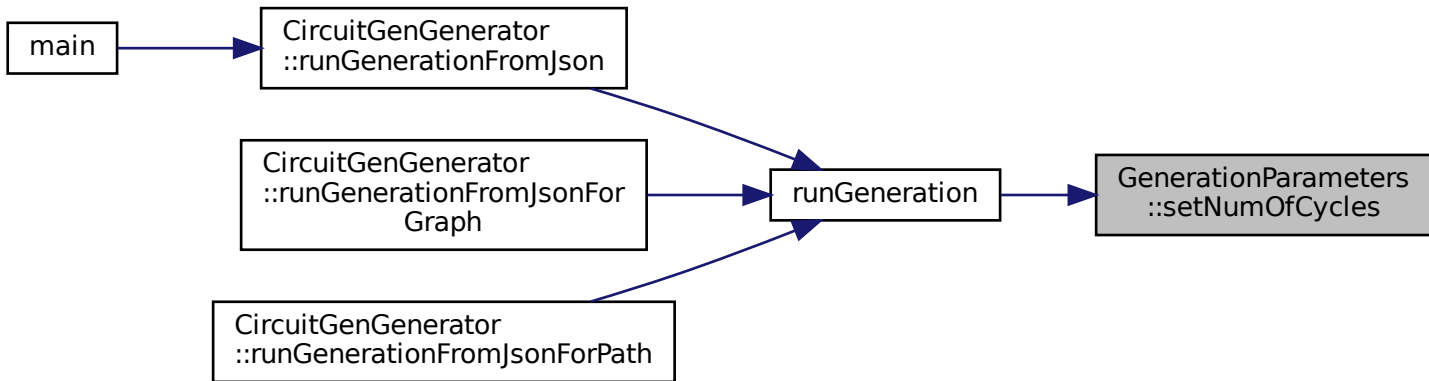 main
CircuitGenGenerator
::runGenerationFromJson
CircuitGenGenerator
::runGenerationFromJsonFor
Graph
CircuitGenGenerator
::runGenerationFromJsonForPath
runGeneration
GenerationParameters
::setNumOfCycles